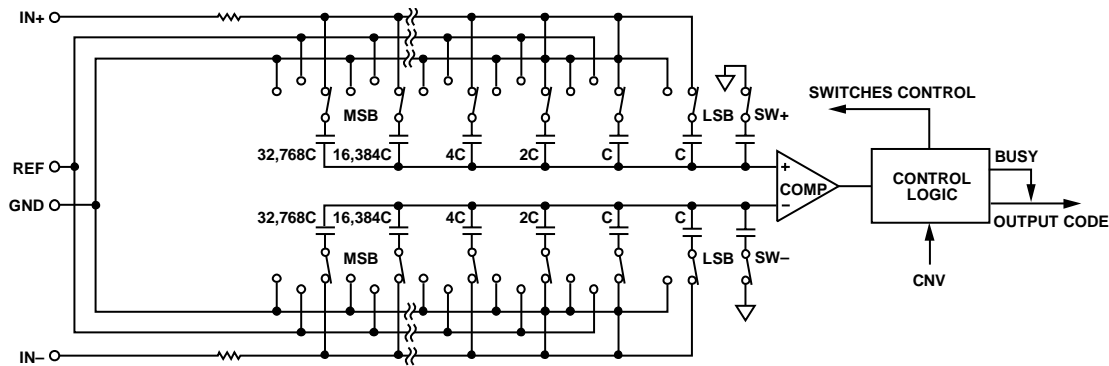 IN+
SWITCHES CONTROL
MSB
LSB
SW+
32,768C
16,384C
4C
2C
C
C
BUSY
REF
+
COMP
−
CONTROL
LOGIC
GND
OUTPUT CODE
32,768C
16,384C
4C
2C
C
C
MSB
LSB
SW−
CNV
IN−